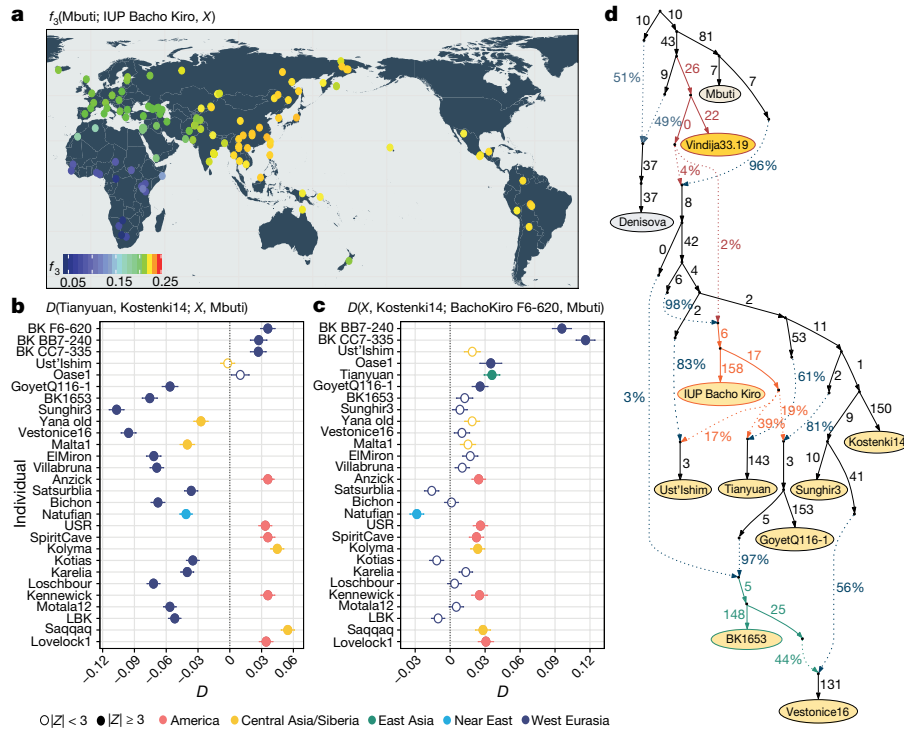 a
f3(Mbuti; IUP Bacho Kiro, X)
f3
0.05 0.15 0.25
b
D(Tianyuan, Kostenki14; X, Mbuti)
Individual
BK F6-620
BK BB7-240
BK CC7-335
Ust'Ishim
Oase1
GoyetQ116-1
BK1653
Sunghir3
Yana old
Vestonice16
Malta1
ElMiron
Villabruna
Anzick
Satsurblia
Bichon
Natufian
USR
SpiritCave
Kolyma
Kotias
Karelia
Loschbour
Kennewick
Motala12
LBK
Saqqaq
Lovelock1
−0.12 −0.09 −0.06 −0.03 0 0.03 0.06
D
c
D(X, Kostenki14; BachoKiro F6-620, Mbuti)
BK BB7-240
BK CC7-335
Ust'Ishim
Oase1
Tianyuan
GoyetQ116-1
BK1653
Sunghir3
Yana old
Vestonice16
Malta1
ElMiron
Villabruna
Anzick
Satsurblia
Bichon
Natufian
USR
SpiritCave
Kolyma
Kotias
Karelia
Loschbour
Kennewick
Motala12
LBK
Saqqaq
Lovelock1
−0.03 0 0.03 0.06 0.09 0.12
D
|Z| < 3 |Z| ≥ 3 America Central Asia/Siberia East Asia Near East West Eurasia
d
10 10
43 81
51% 9 26 7 7
Mbuti
49% 0 22
Vindija33.19
37 4% 96%
37 8
Denisova
42 2%
0 4
6
98% 2 2
6 53 11
83% 17 61% 2 1
158
3% IUP Bacho Kiro 19% 9 150
17% 39% 81% Kostenki14
10
3 143 3 41
Ust'Ishim Tianyuan Sunghir3
153
5 GoyetQ116-1
97% 56%
5
148 25
BK1653
44%
131
Vestonice16